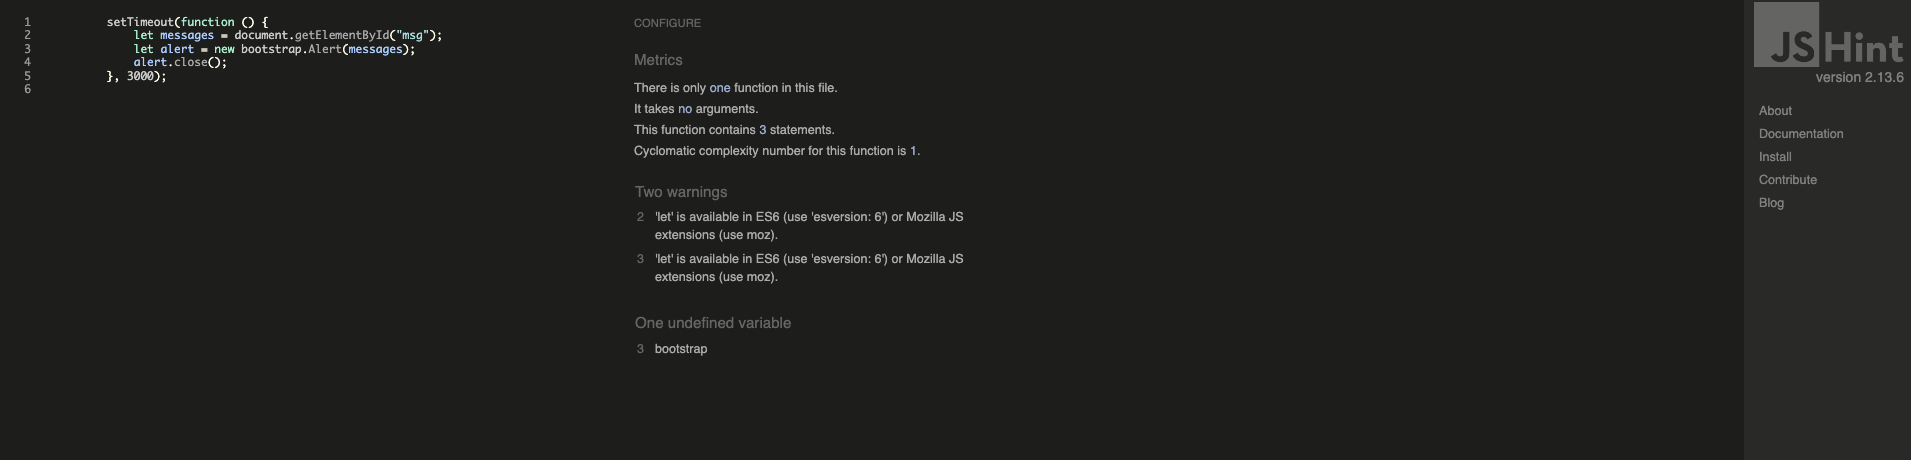 1 setTimeout(function () {
2 let messages = document.getElementById("msg");
3 let alert = new bootstrap.Alert(messages);
4 alert.close();
5 }, 3000);
6
CONFIGURE
Metrics
There is only one function in this file.
It takes no arguments.
This function contains 3 statements.
Cyclomatic complexity number for this function is 1.
Two warnings
2 'let' is available in ES6 (use 'esversion: 6') or Mozilla JS
extensions (use moz).
3 'let' is available in ES6 (use 'esversion: 6') or Mozilla JS
extensions (use moz).
One undefined variable
3 bootstrap
JSHint
version 2.13.6
About
Documentation
Install
Contribute
Blog